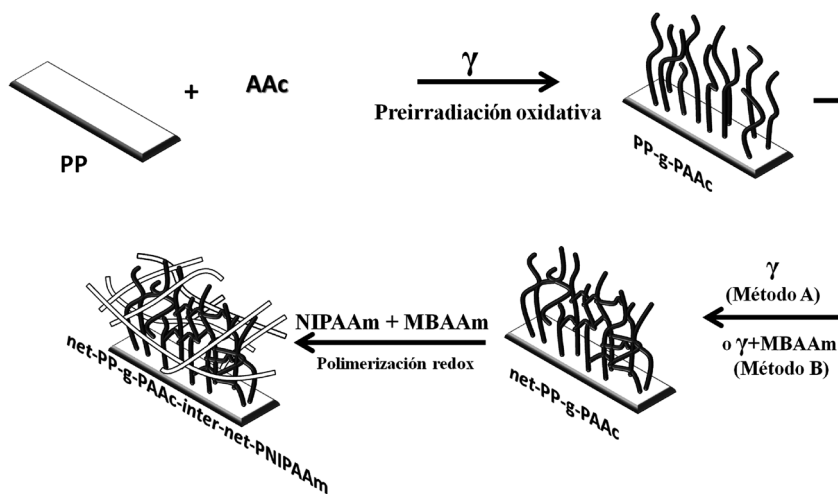 PP
+
AAc
γ
Preirradiación oxidativa
PP-g-PAAc
γ
(Método A)
o γ+MBAAm
(Método B)
net-PP-g-PAAc
NIPAAm + MBAAm
Polimerización redox
net-PP-g-PAAc-inter-net-PNIPAAm